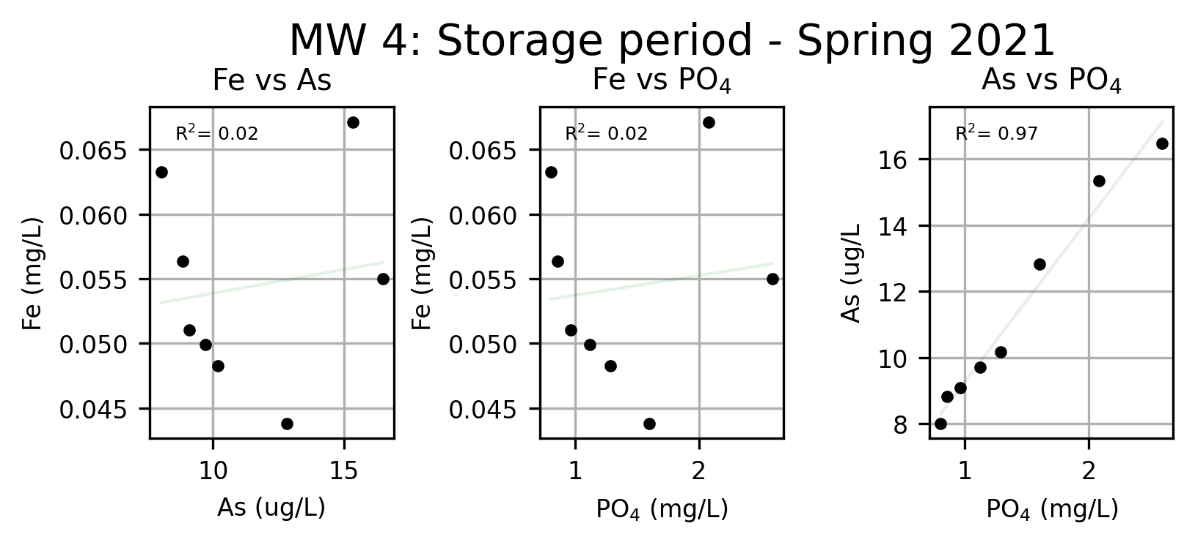 MW 4: Storage period - Spring 2021
Fe vs As
Fe (mg/L)
0.065
0.060
0.055
0.050
0.045
R²= 0.02
10 15
As (ug/L)
Fe vs PO₄
Fe (mg/L)
0.065
0.060
0.055
0.050
0.045
R²= 0.02
1 2
PO₄ (mg/L)
As vs PO₄
As (ug/L
16
14
12
10
8
R²= 0.97
1 2
PO₄ (mg/L)